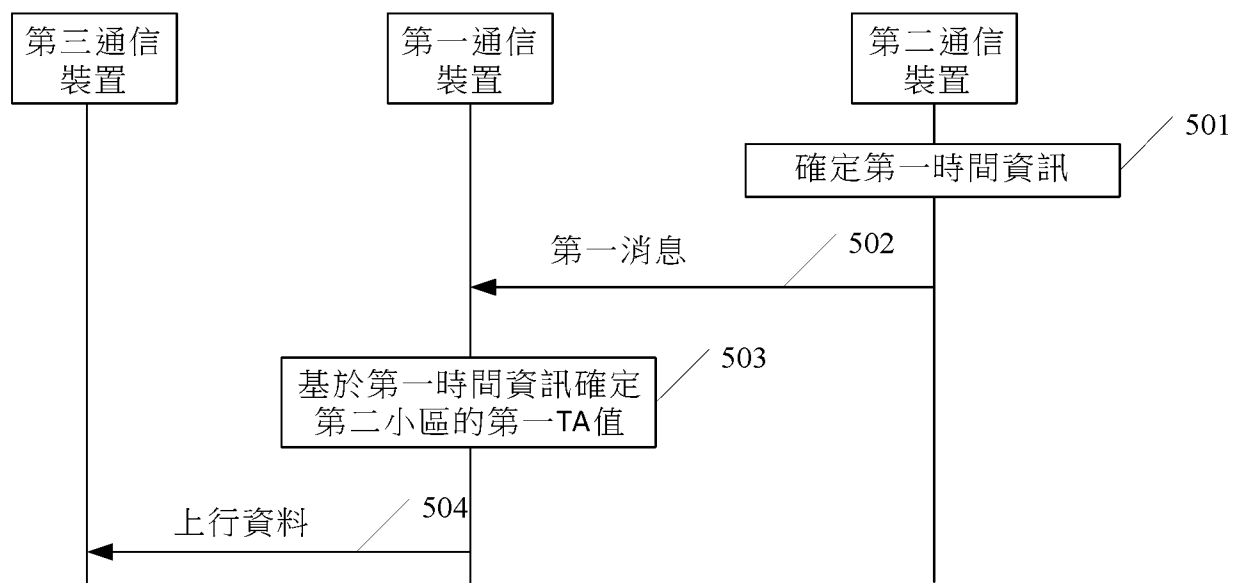 第三通信
裝置
第一通信
裝置
第二通信
裝置
501
確定第一時間資訊
第一消息
502
503
基於第一時間資訊確定
第二小區的第一TA值
504
上行資料